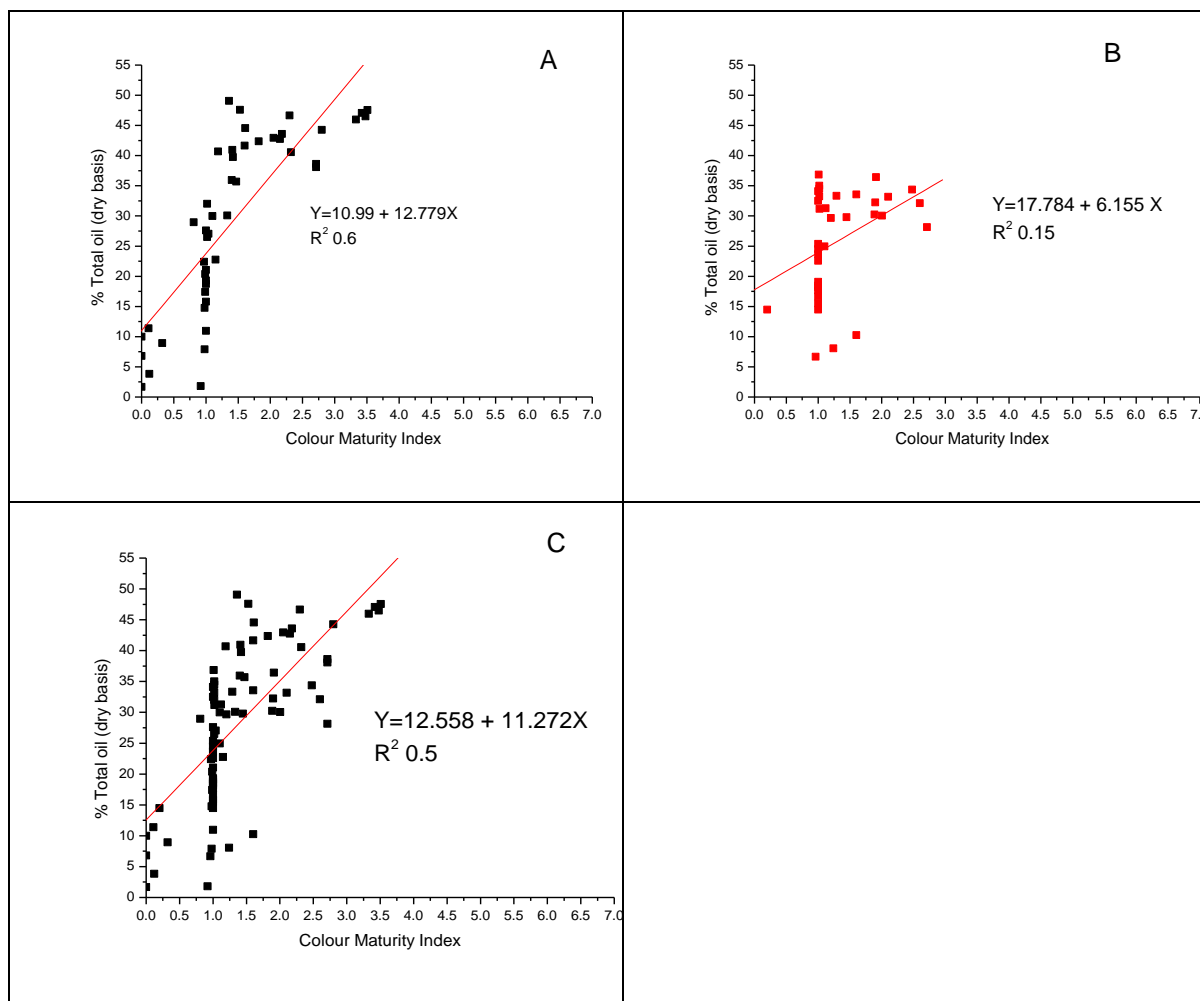 A
% Total oil (dry basis)
55
50
45
40
35
30
25
20
15
10
5
0
Y=10.99 + 12.779X
R² 0.6
0.0 0.5 1.0 1.5 2.0 2.5 3.0 3.5 4.0 4.5 5.0 5.5 6.0 6.5 7.0
Colour Maturity Index
B
% Total oil (dry basis)
55
50
45
40
35
30
25
20
15
10
5
0
Y=17.784 + 6.155 X
R² 0.15
0.0 0.5 1.0 1.5 2.0 2.5 3.0 3.5 4.0 4.5 5.0 5.5 6.0 6.5 7.
Colour Maturity Index
C
% Total oil (dry basis)
55
50
45
40
35
30
25
20
15
10
5
0
Y=12.558 + 11.272X
R² 0.5
0.0 0.5 1.0 1.5 2.0 2.5 3.0 3.5 4.0 4.5 5.0 5.5 6.0 6.5 7.0
Colour Maturity Index